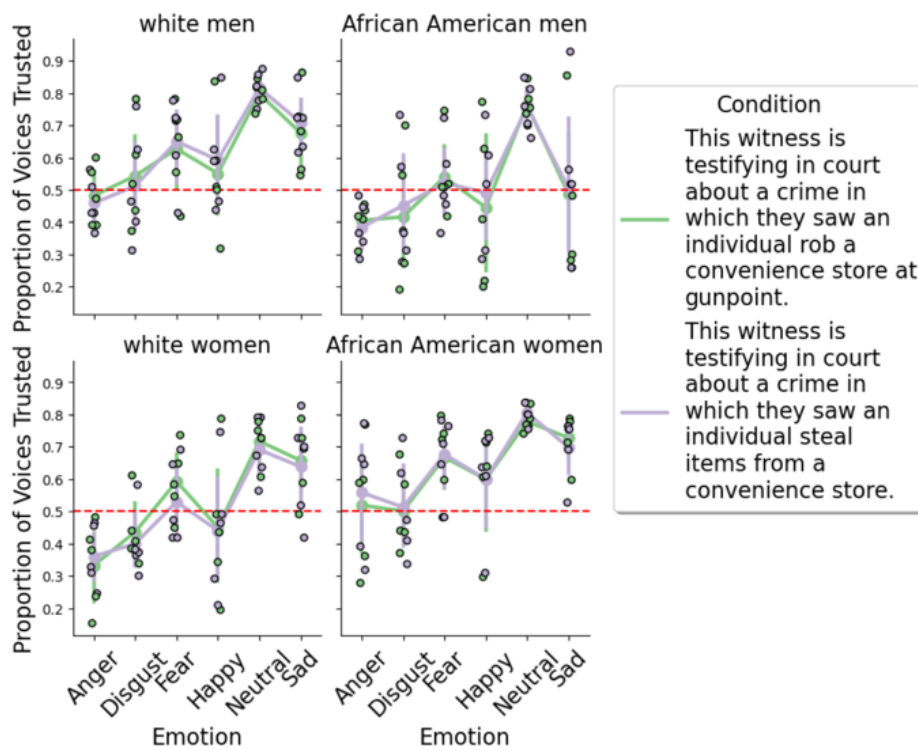 white men
African American men
Proportion of Voices Trusted
0.9
0.8
0.7
0.6
0.5
0.4
0.3
0.2
white women
African American women
Proportion of Voices Trusted
0.9
0.8
0.7
0.6
0.5
0.4
0.3
0.2
Anger
Disgust
Fear
Happy
Neutral
Sad
Emotion
Anger
Disgust
Fear
Happy
Neutral
Sad
Emotion
Condition
This witness is
testifying in court
about a crime in
which they saw an
individual rob a
convenience store at
gunpoint.
This witness is
testifying in court
about a crime in
which they saw an
individual steal
items from a
convenience store.